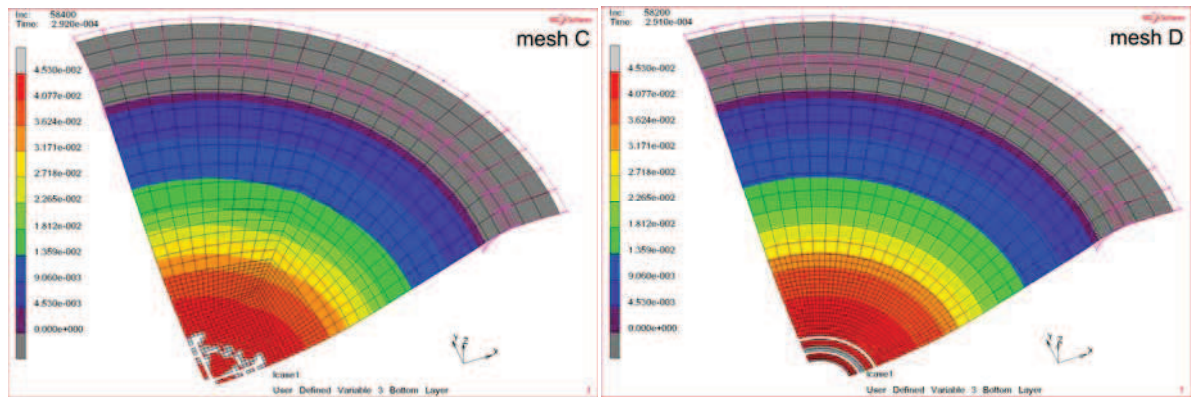 Inc: 58400
Time: 2.920e-004
mesh C
4.530e-002
4.077e-002
3.624e-002
3.171e-002
2.718e-002
2.265e-002
1.812e-002
1.359e-002
9.060e-003
4.530e-003
0.000e+000
Y Z X
lcase1
User Defined Variable 3 Bottom Layer
1
Inc: 58200
Time: 2.910e-004
mesh D
4.530e-002
4.077e-002
3.624e-002
3.171e-002
2.718e-002
2.265e-002
1.812e-002
1.359e-002
9.060e-003
4.530e-003
0.000e+000
Y Z X
lcase1
User Defined Variable 3 Bottom Layer
1